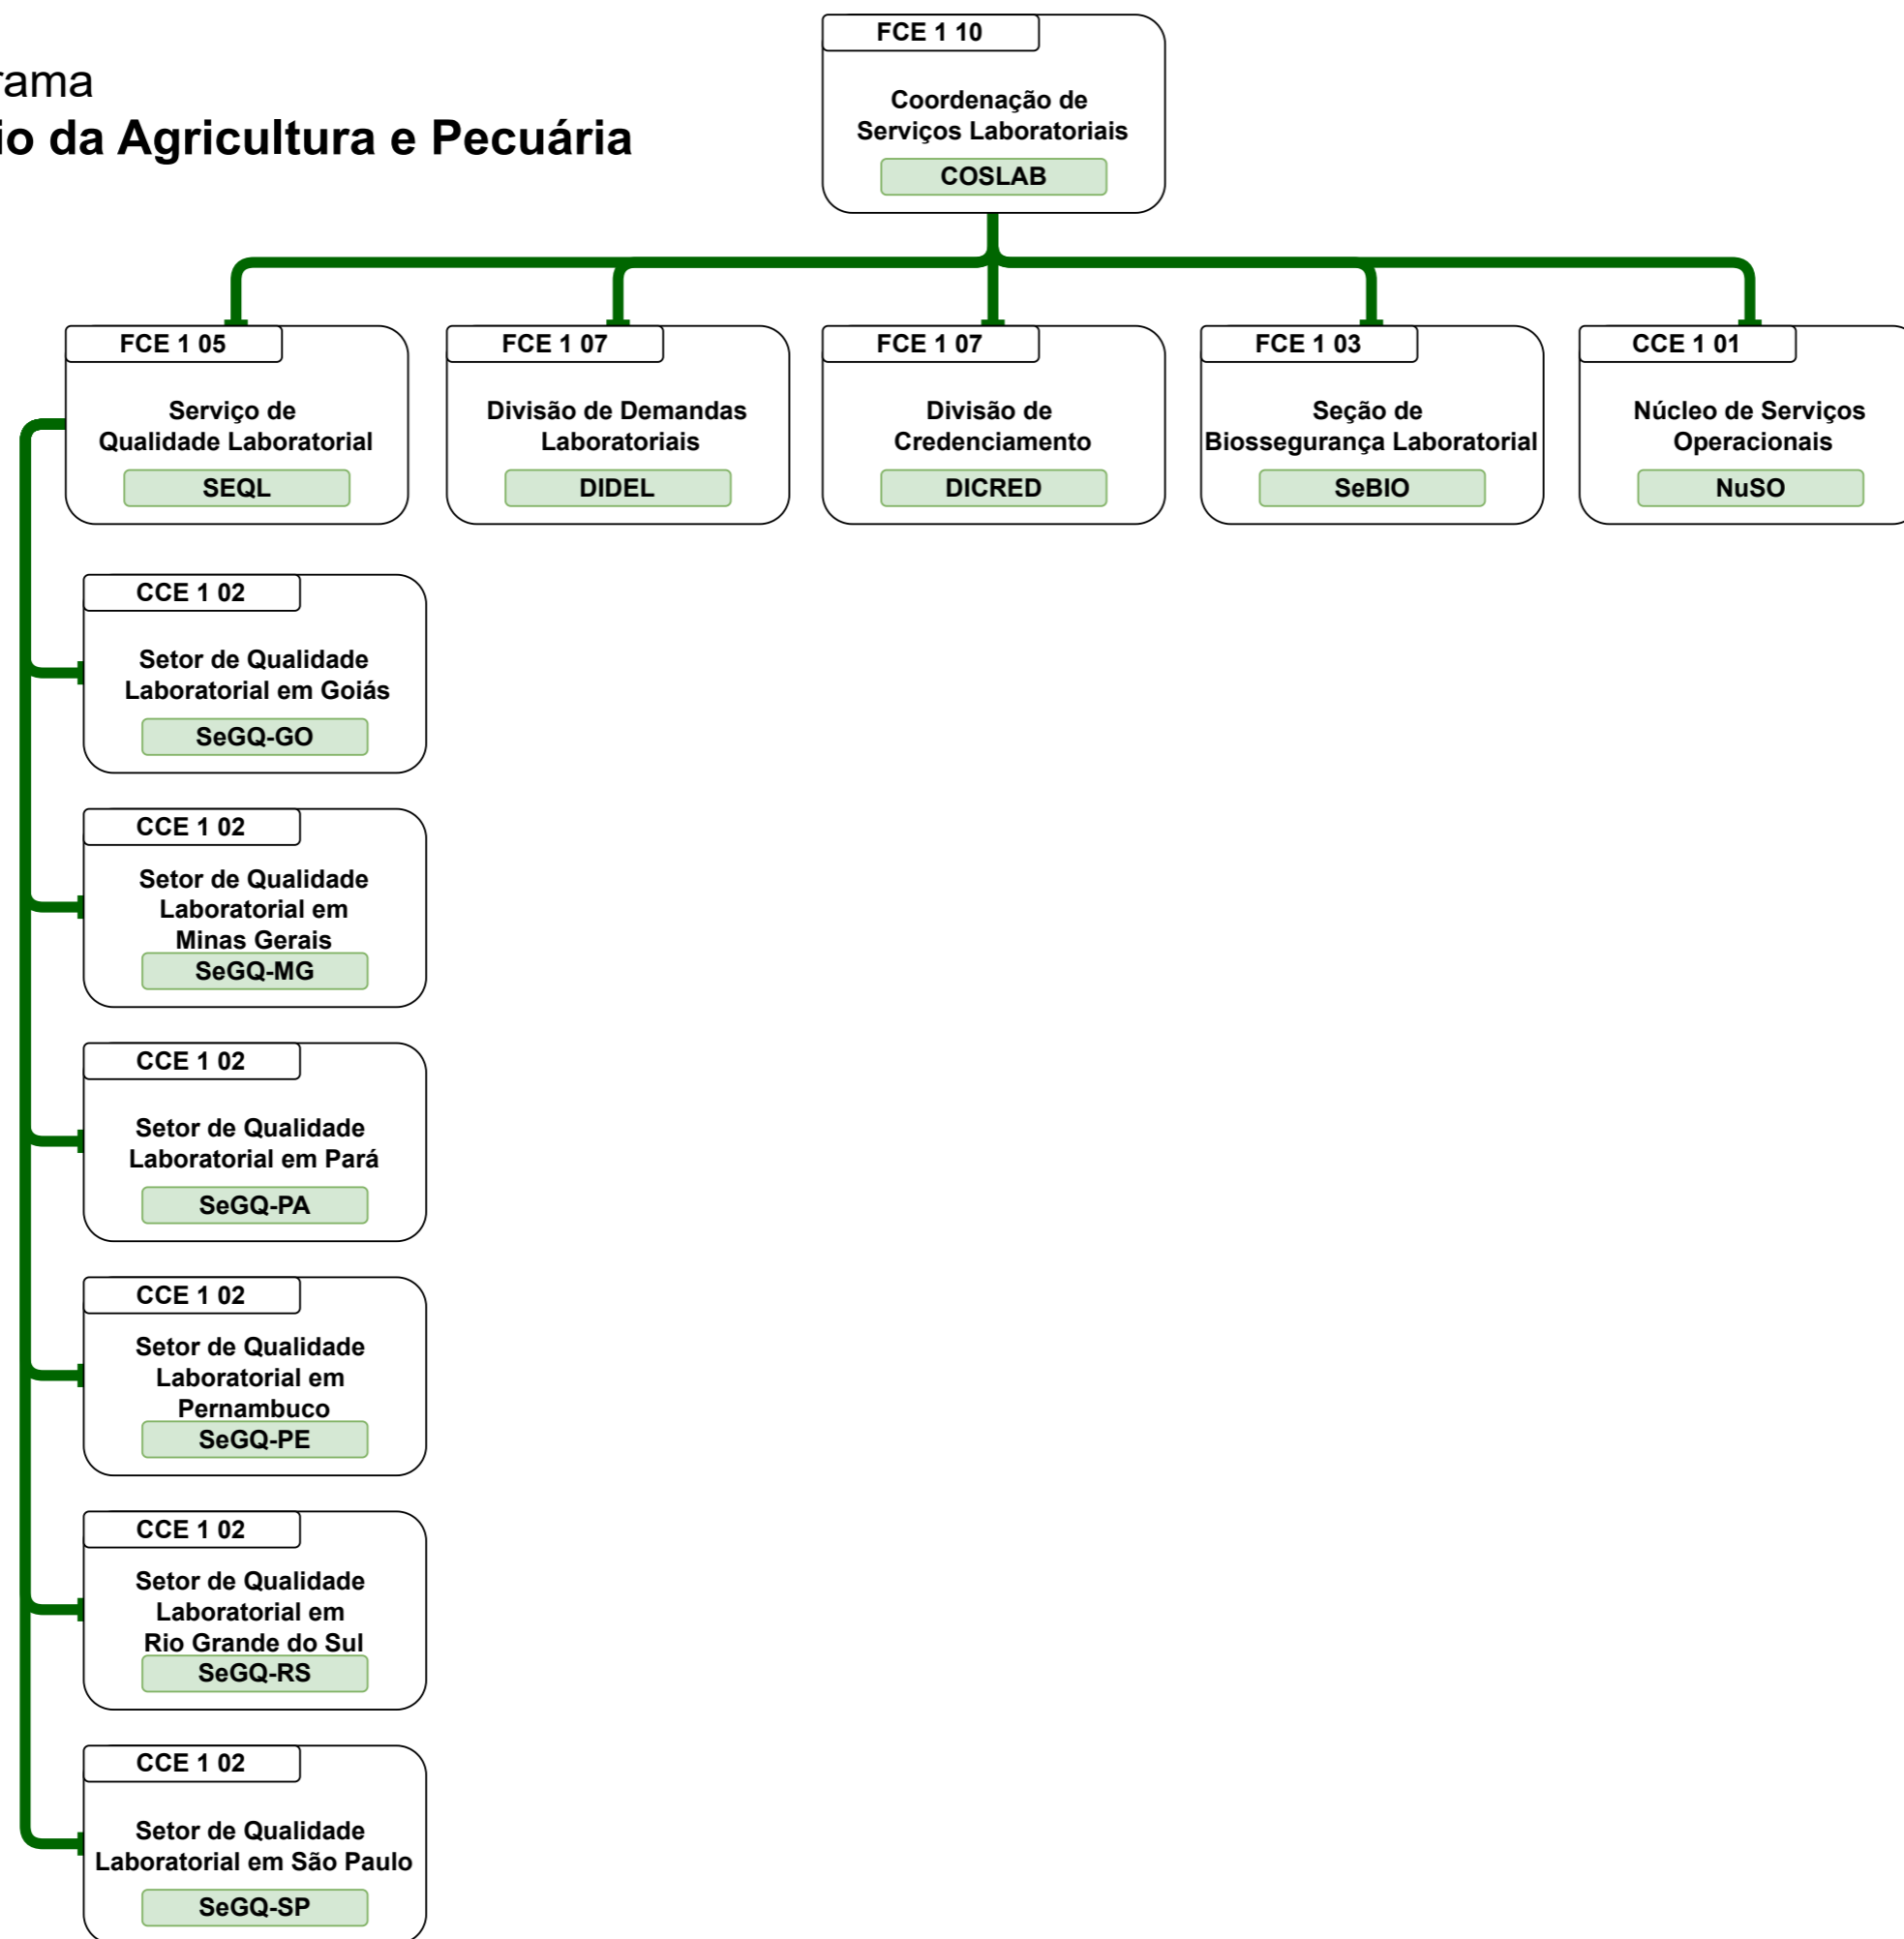 FCE 1 10
Coordenação de
Serviços Laboratoriais
COSLAB
rama
io da Agricultura e Pecuária
FCE 1 05
Serviço de
Qualidade Laboratorial
SEQL
FCE 1 07
Divisão de Demandas
Laboratoriais
DIDEL
FCE 1 07
Divisão de
Credenciamento
DICRED
FCE 1 03
Seção de
Biossegurança Laboratorial
SeBIO
CCE 1 01
Núcleo de Serviços
Operacionais
NuSO
CCE 1 02
Setor de Qualidade
Laboratorial em Goiás
SeGQ-GO
CCE 1 02
Setor de Qualidade
Laboratorial em
Minas Gerais
SeGQ-MG
CCE 1 02
Setor de Qualidade
Laboratorial em Pará
SeGQ-PA
CCE 1 02
Setor de Qualidade
Laboratorial em
Pernambuco
SeGQ-PE
CCE 1 02
Setor de Qualidade
Laboratorial em
Rio Grande do Sul
SeGQ-RS
CCE 1 02
Setor de Qualidade
Laboratorial em São Paulo
SeGQ-SP